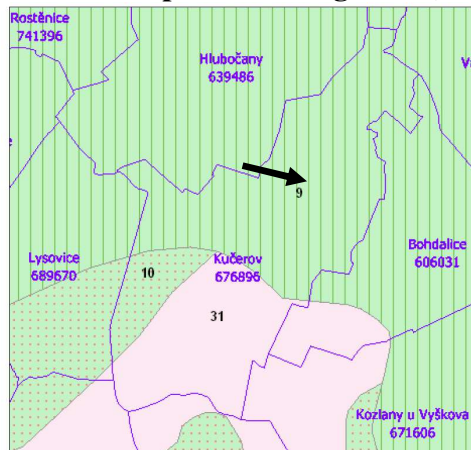 Rostěnice
741396
Hlubočany
639486
9
Lysovice
689670
10
Kučerov
676896
Bohdalice
606031
31
Kozlany u Vyškova
671606